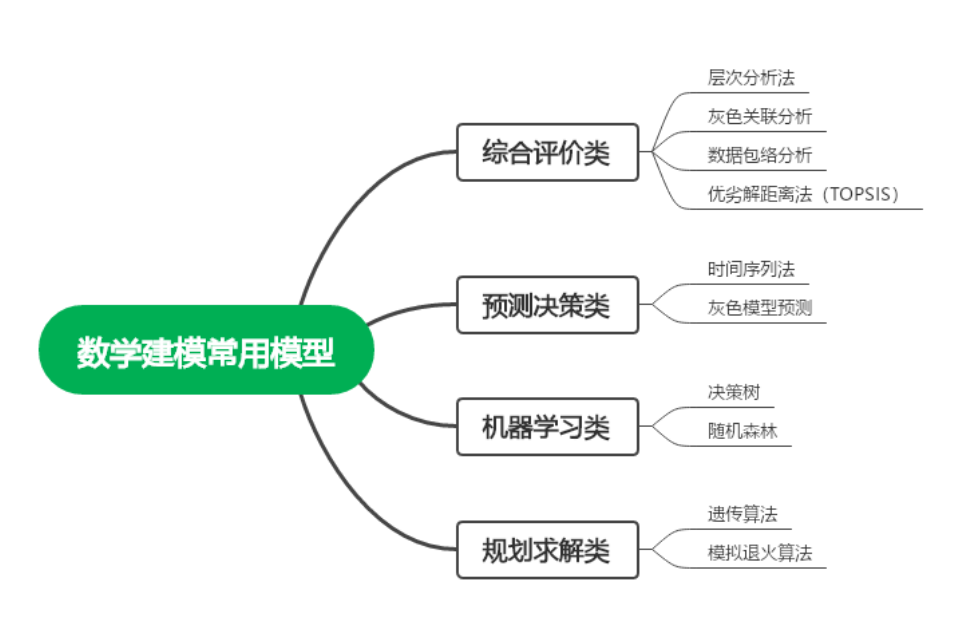 数学建模常用模型
综合评价类
层次分析法
灰色关联分析
数据包络分析
优劣解距离法（TOPSIS）
预测决策类
时间序列法
灰色模型预测
机器学习类
决策树
随机森林
规划求解类
遗传算法
模拟退火算法